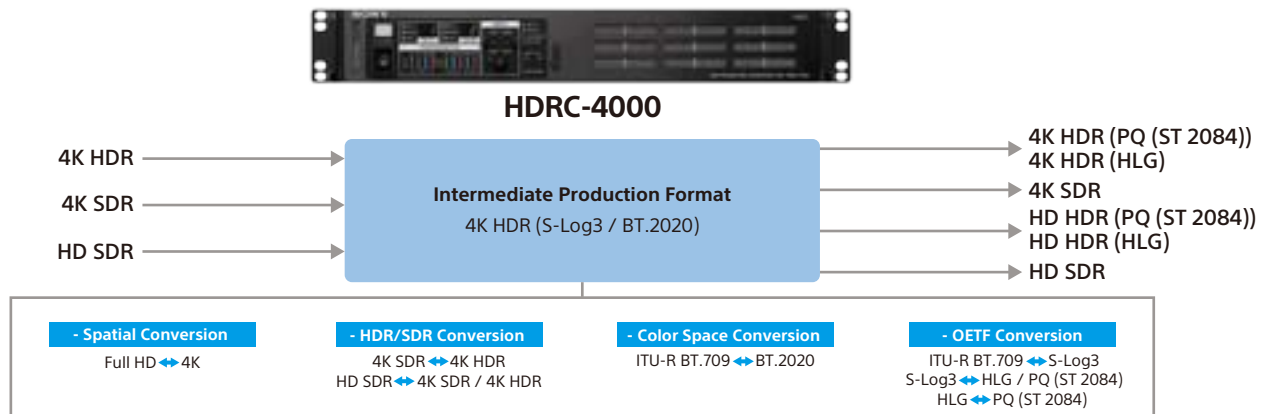 SONY
HDRC-4000
4K HDR
4K SDR
HD SDR
Intermediate Production Format
4K HDR (S-Log3 / BT.2020)
4K HDR (PQ (ST 2084))
4K HDR (HLG)
4K SDR
HD HDR (PQ (ST 2084))
HD HDR (HLG)
HD SDR
- Spatial Conversion
Full HD ↔ 4K
- HDR/SDR Conversion
4K SDR ↔ 4K HDR
HD SDR ↔ 4K SDR / 4K HDR
- Color Space Conversion
ITU-R BT.709 ↔ BT.2020
- OETF Conversion
ITU-R BT.709 ↔ S-Log3
S-Log3 ↔ HLG / PQ (ST 2084)
HLG ↔ PQ (ST 2084)